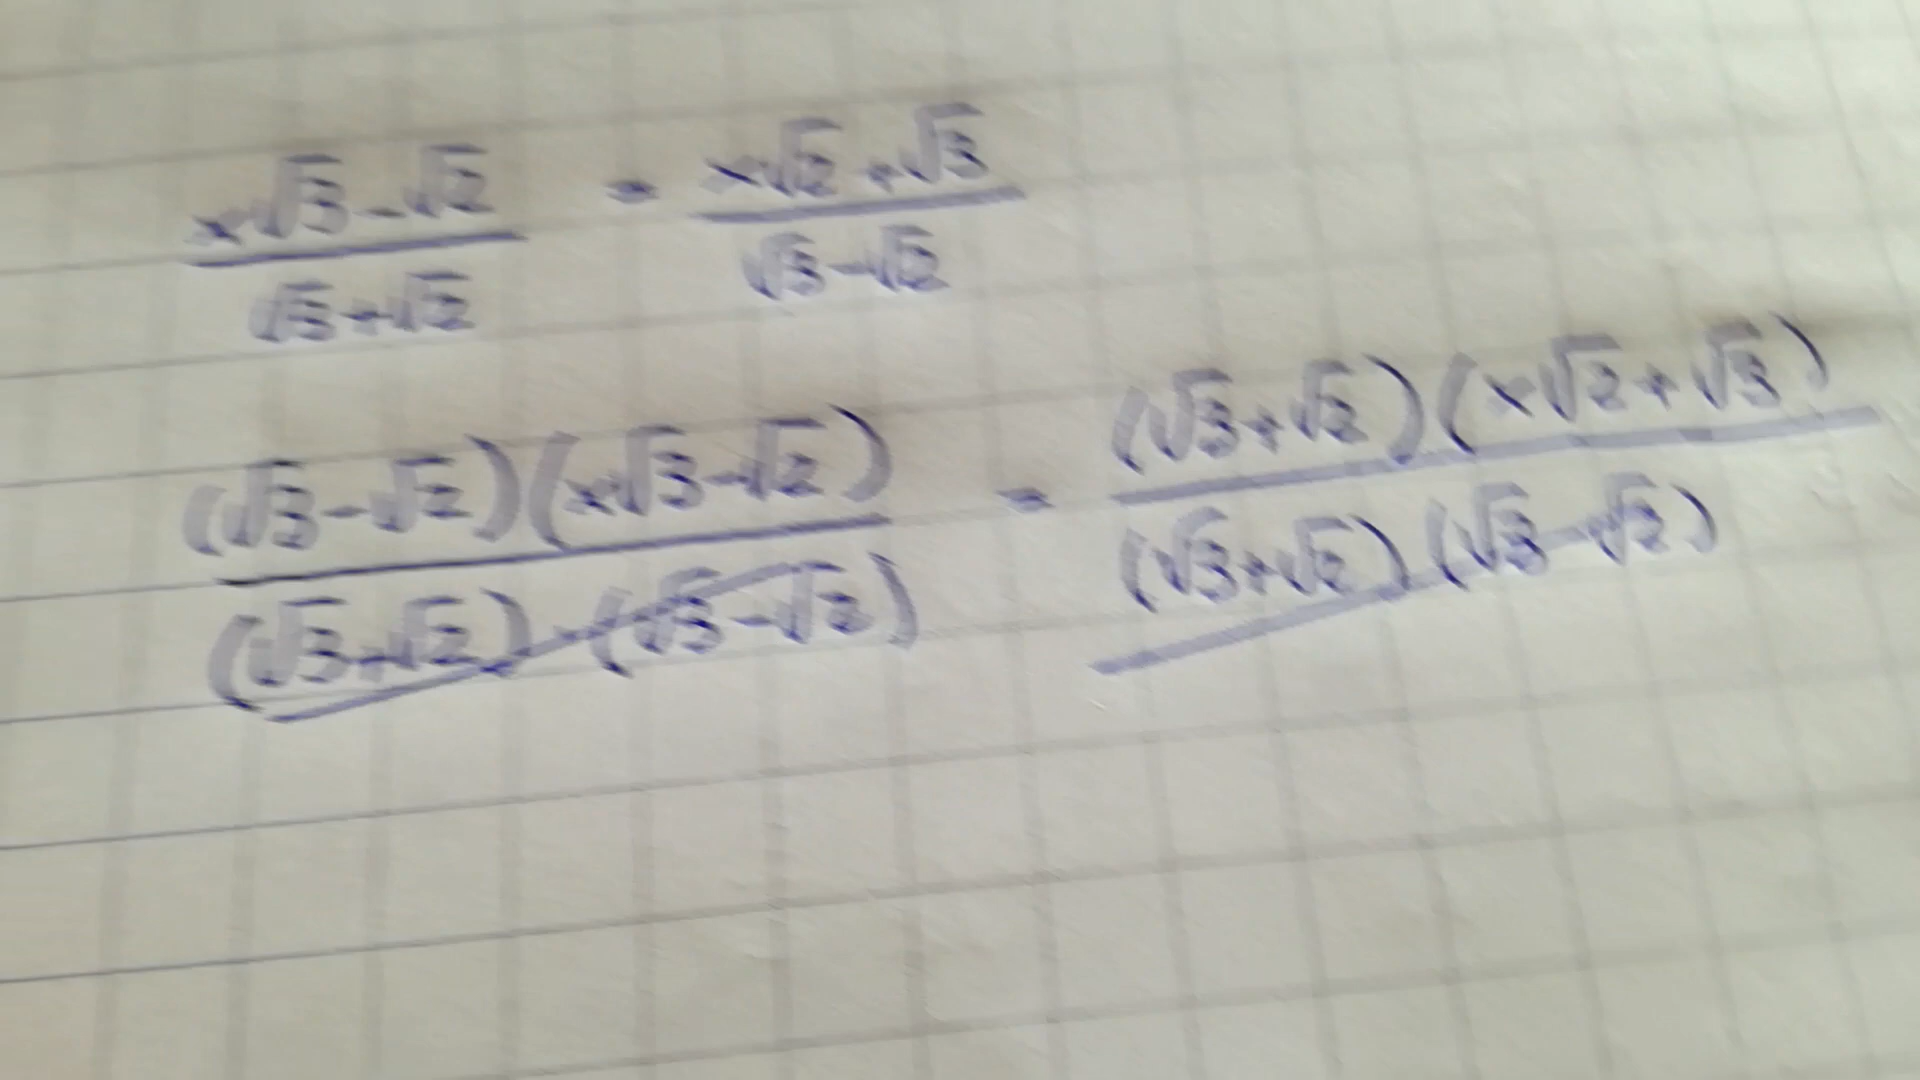 x√3-√2 / √3+√2 = x√2+√3 / √3-√2
(√3-√2)(x√3-√2) / (√3+√2)·(√3-√2) = (√3+√2)(x√2+√3) / (√3+√2)(√3-√2)